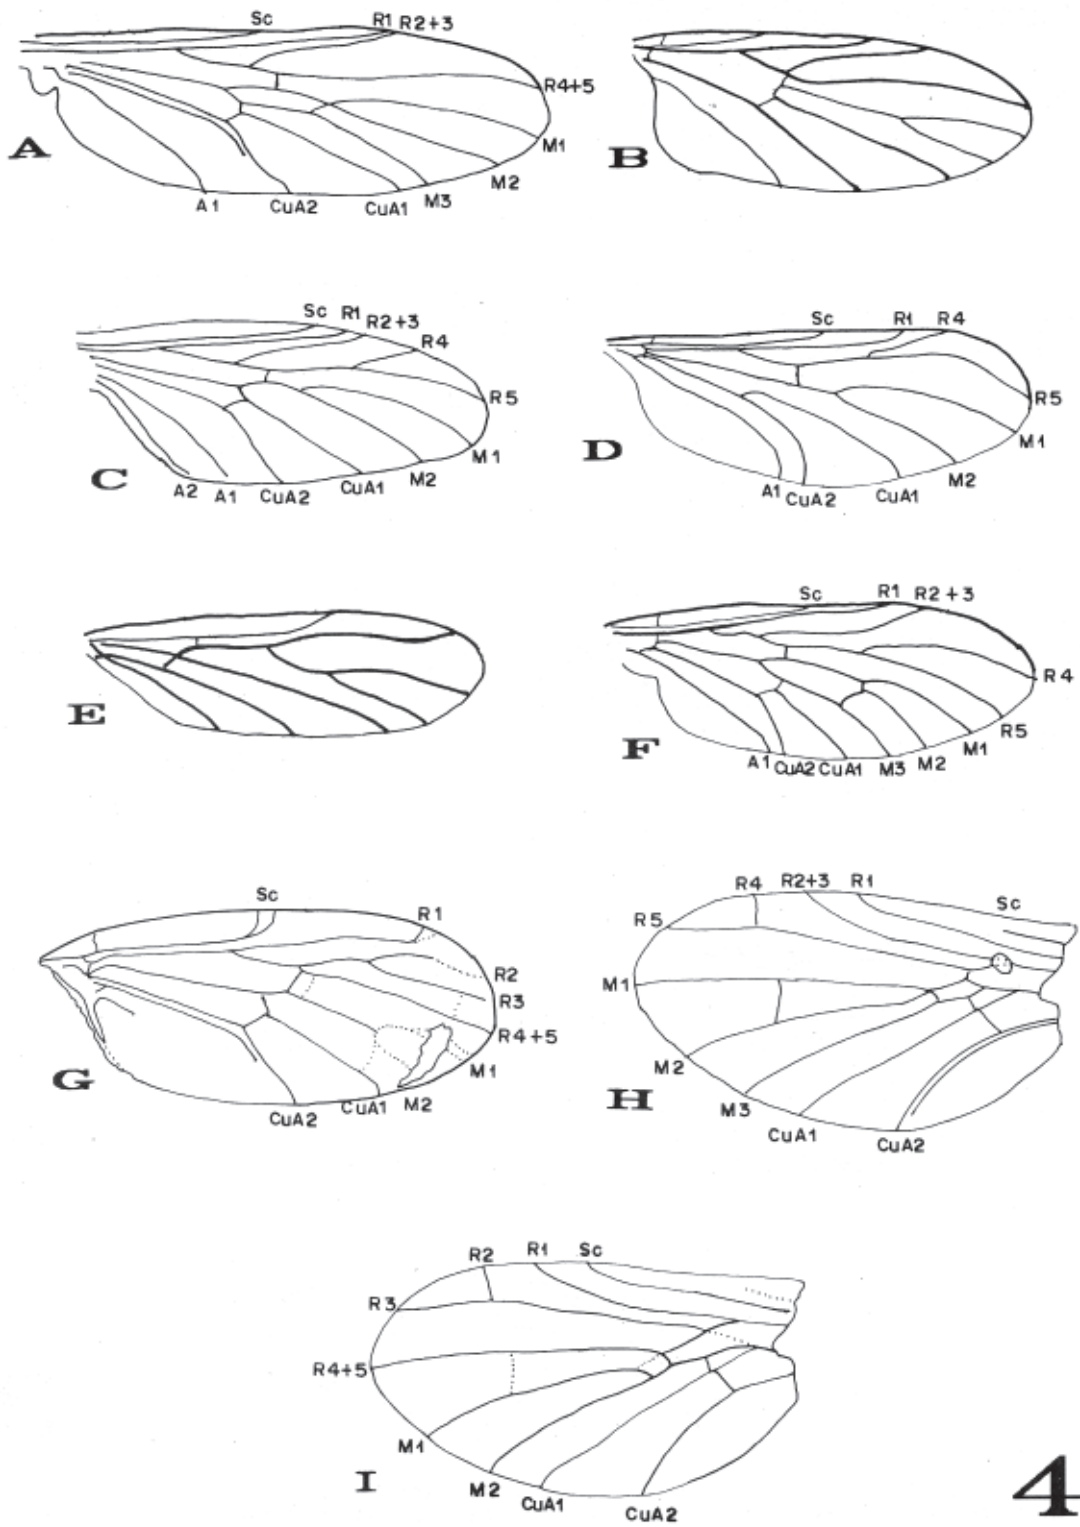 Sc R1 R2+3
R4+5
M1
M2
M3
CuA1
CuA2
A1
A
B
Sc R1 R2+3 R4
R5
M1
M2
CuA1
CuA2
A1
A2
C
Sc R1 R4
R5
M1
M2
CuA1
CuA2
A1
D
E
Sc R1 R2+3
R4
R5
M1
M2
M3
CuA1
CuA2
A1
F
Sc
R1
R2
R3
R4+5
M1
M2
CuA1
CuA2
G
R4 R2+3 R1 Sc
R5
M1
M2
M3
CuA1
CuA2
H
R2 R1 Sc
R3
R4+5
M1
M2
CuA1
CuA2
I
4